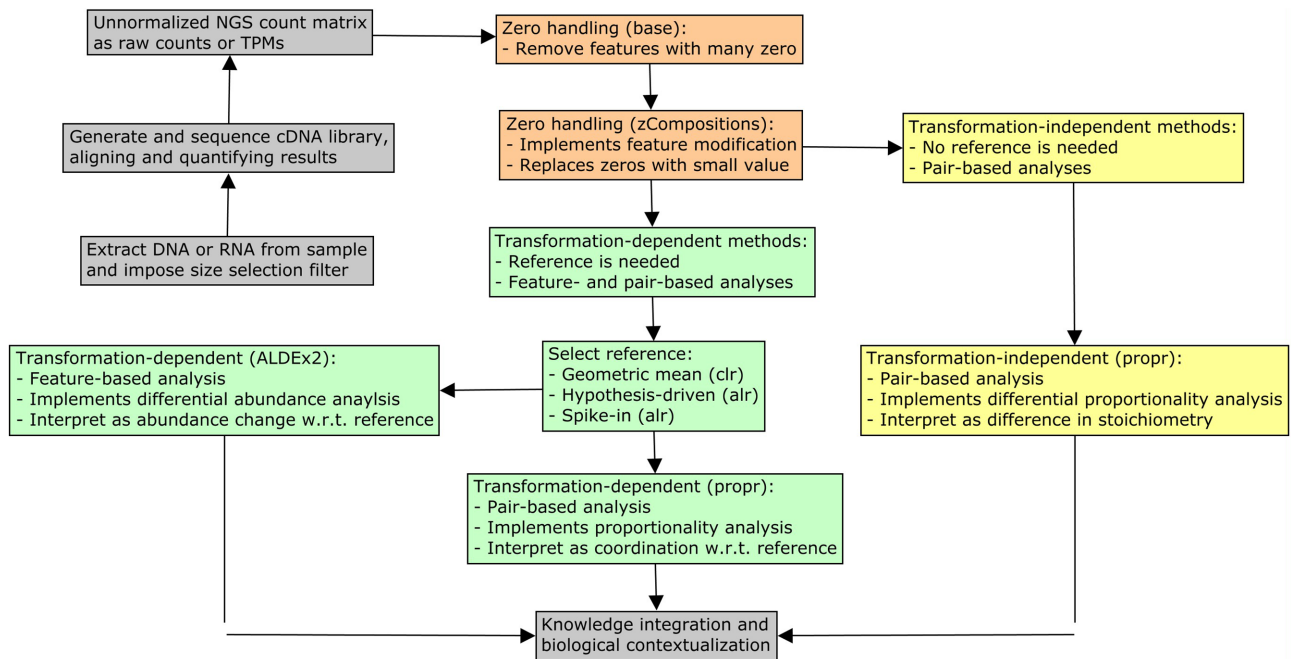 Unnormalized NGS count matrix
as raw counts or TPMs
Zero handling (base):
- Remove features with many zero
Generate and sequence cDNA library,
aligning and quantifying results
Zero handling (zCompositions):
- Implements feature modification
- Replaces zeros with small value
Transformation-independent methods:
- No reference is needed
- Pair-based analyses
Extract DNA or RNA from sample
and impose size selection filter
Transformation-dependent methods:
- Reference is needed
- Feature- and pair-based analyses
Transformation-dependent (ALDEx2):
- Feature-based analysis
- Implements differential abundance anaylsis
- Interpret as abundance change w.r.t. reference
Select reference:
- Geometric mean (clr)
- Hypothesis-driven (alr)
- Spike-in (alr)
Transformation-independent (propr):
- Pair-based analysis
- Implements differential proportionality analysis
- Interpret as difference in stoichiometry
Transformation-dependent (propr):
- Pair-based analysis
- Implements proportionality analysis
- Interpret as coordination w.r.t. reference
Knowledge integration and
biological contextualization